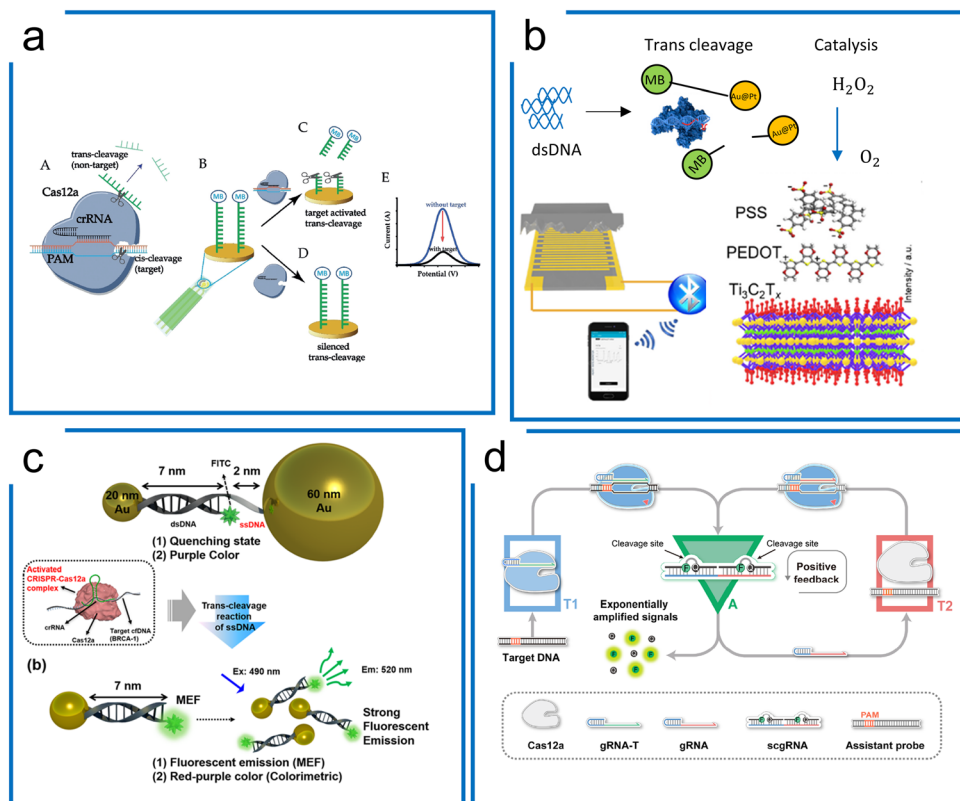 a
A
trans-cleavage
(non-target)
Cas12a
crRNA
PAM
cis-cleavage
(target)
B
MB
MB
C
MB
MB
target activated
trans-cleavage
D
MB
MB
silenced
trans-cleavage
E
Current (A)
without target
with target
Potential (V)
b
Trans cleavage
Catalysis
dsDNA
MB
Au@Pt
MB
Au@Pt
H2O2
O2
PSS
PEDOT
Ti3C2Tx
Intensity / a.u.
c
7 nm
FITC
2 nm
20 nm
Au
dsDNA
ssDNA
60 nm
Au
(1) Quenching state
(2) Purple Color
Activated
CRISPR-Cas12a
complex
crRNA
Cas12a
Target cfDNA
(BRCA-1)
Trans-cleavage
reaction
of ssDNA
(b)
7 nm
MEF
Ex: 490 nm
Em: 520 nm
Strong
Fluorescent
Emission
(1) Fluorescent emission (MEF)
(2) Red-purple color (Colorimetric)
d
T1
Target DNA
Cleavage site
Cleavage site
F
F
A
Positive
feedback
T2
Exponentially
amplified signals
Cas12a
gRNA-T
gRNA
scgRNA
PAM
Assistant probe